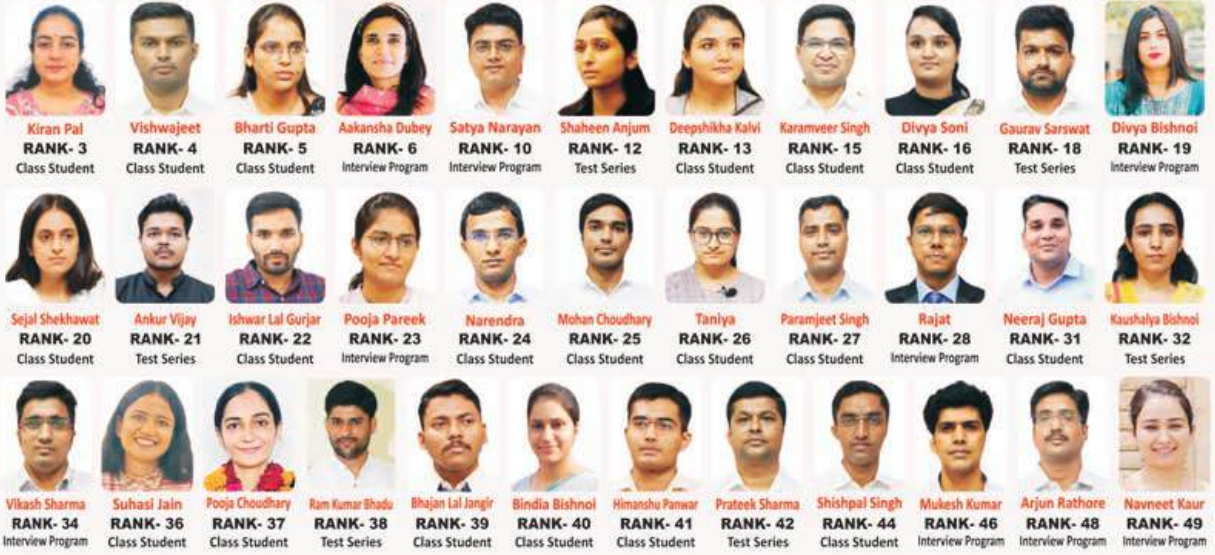 Kiran Pal Vishwajeet Bharti Gupta Aakansha Dubey Satya Narayan Shaheen Anjum Deepshikha Kalvi Karamveer Singh Divya Soni Gaurav Sarswat Divya Bishnoi
RANK- 3 RANK- 4 RANK- 5 RANK- 6 RANK- 10 RANK- 12 RANK- 13 RANK- 15 RANK- 16 RANK- 18 RANK- 19
Class Student Class Student Class Student Interview Program Interview Program Test Series Class Student Class Student Class Student Test Series Interview Program
Sejal Shekhawat Ankur Vijay Ishwar Lal Gurjar Pooja Pareek Narendra Mohan Choudhary Taniya Paramjeet Singh Rajat Neeraj Gupta Kaushalya Bishnoi
RANK- 20 RANK- 21 RANK- 22 RANK- 23 RANK- 24 RANK- 25 RANK- 26 RANK- 27 RANK- 28 RANK- 31 RANK- 32
Class Student Test Series Class Student Interview Program Class Student Class Student Class Student Class Student Interview Program Class Student Test Series
Vikash Sharma Suhasi Jain Pooja Choudhary Ram Kumar Bhadu Bhajan Lal Jangir Bindia Bishnoi Himanshu Panwar Prateek Sharma Shishpal Singh Mukesh Kumar Arjun Rathore Navneet Kaur
RANK- 34 RANK- 36 RANK- 37 RANK- 38 RANK- 39 RANK- 40 RANK- 41 RANK- 42 RANK- 44 RANK- 46 RANK- 48 RANK- 49
Interview Program Class Student Class Student Test Series Class Student Class Student Class Student Test Series Class Student Interview Program Interview Program Interview Program